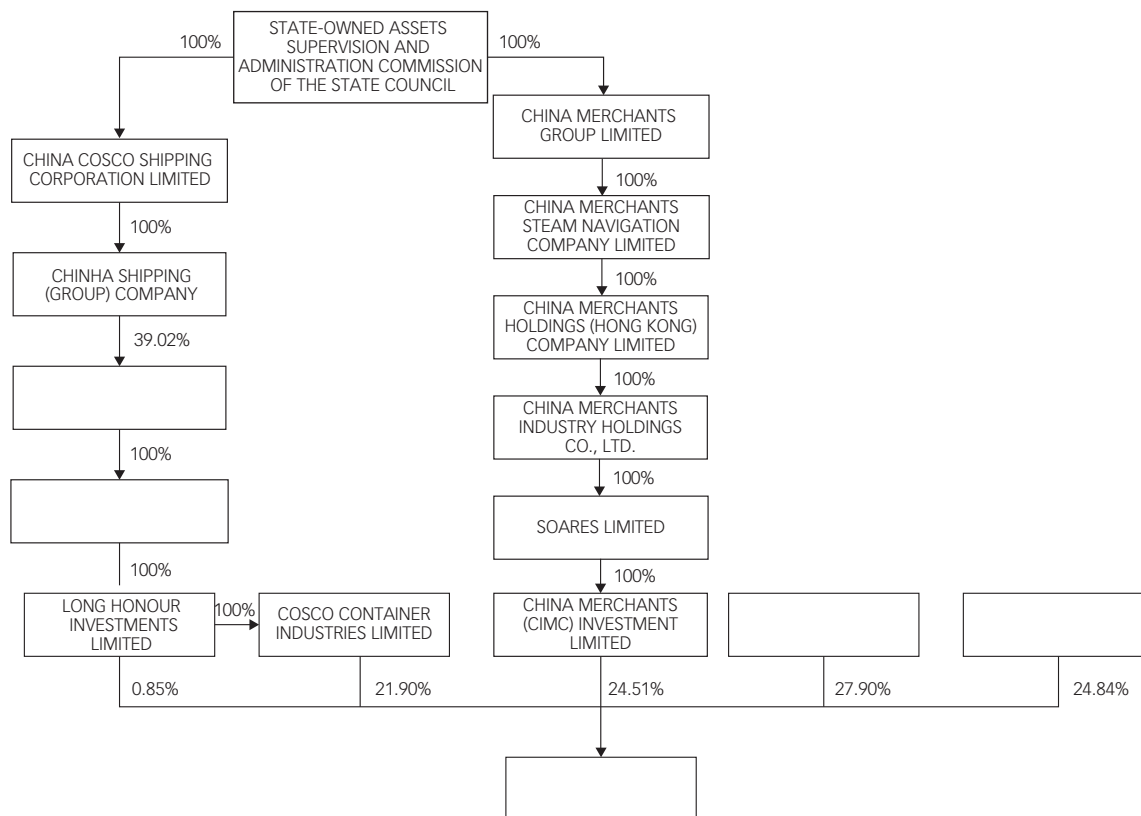 STATE-OWNED ASSETS
SUPERVISION AND
ADMINISTRATION COMMISSION
OF THE STATE COUNCIL
100%
100%
CHINA MERCHANTS
GROUP LIMITED
CHINA COSCO SHIPPING
CORPORATION LIMITED
100%
CHINA MERCHANTS
STEAM NAVIGATION
COMPANY LIMITED
100%
CHINHA SHIPPING
(GROUP) COMPANY
100%
CHINA MERCHANTS
HOLDINGS (HONG KONG)
COMPANY LIMITED
39.02%
100%
CHINA MERCHANTS
INDUSTRY HOLDINGS
CO., LTD.
100%
100%
SOARES LIMITED
100%
100%
LONG HONOUR
INVESTMENTS
LIMITED
100%
COSCO CONTAINER
INDUSTRIES LIMITED
CHINA MERCHANTS
(CIMC) INVESTMENT
LIMITED
0.85%
21.90%
24.51%
27.90%
24.84%